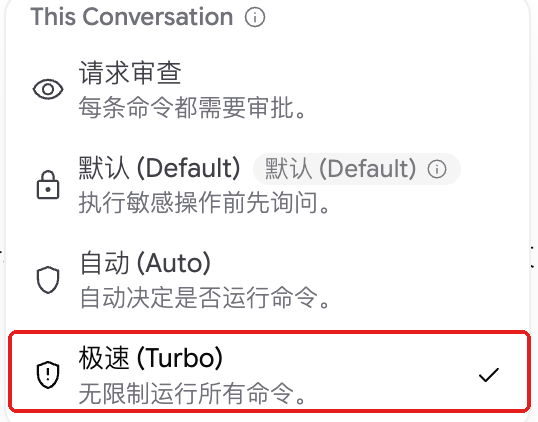 This Conversation
请求审查
每条命令都需要审批。
默认 (Default) 默认 (Default)
执行敏感操作前先询问。
自动 (Auto)
自动决定是否运行命令。
极速 (Turbo)
无限制运行所有命令。